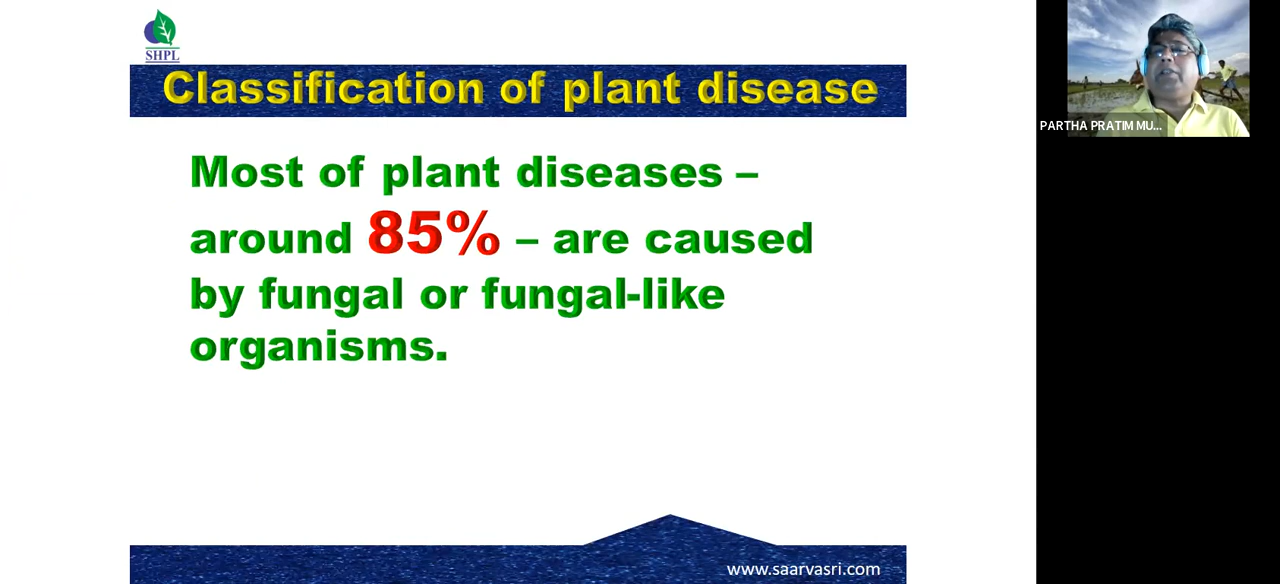 SHPL
Classification of plant disease
Most of plant diseases –
around 85% – are caused
by fungal or fungal-like
organisms.
www.saarvasri.com
PARTHA PRATIM MU...